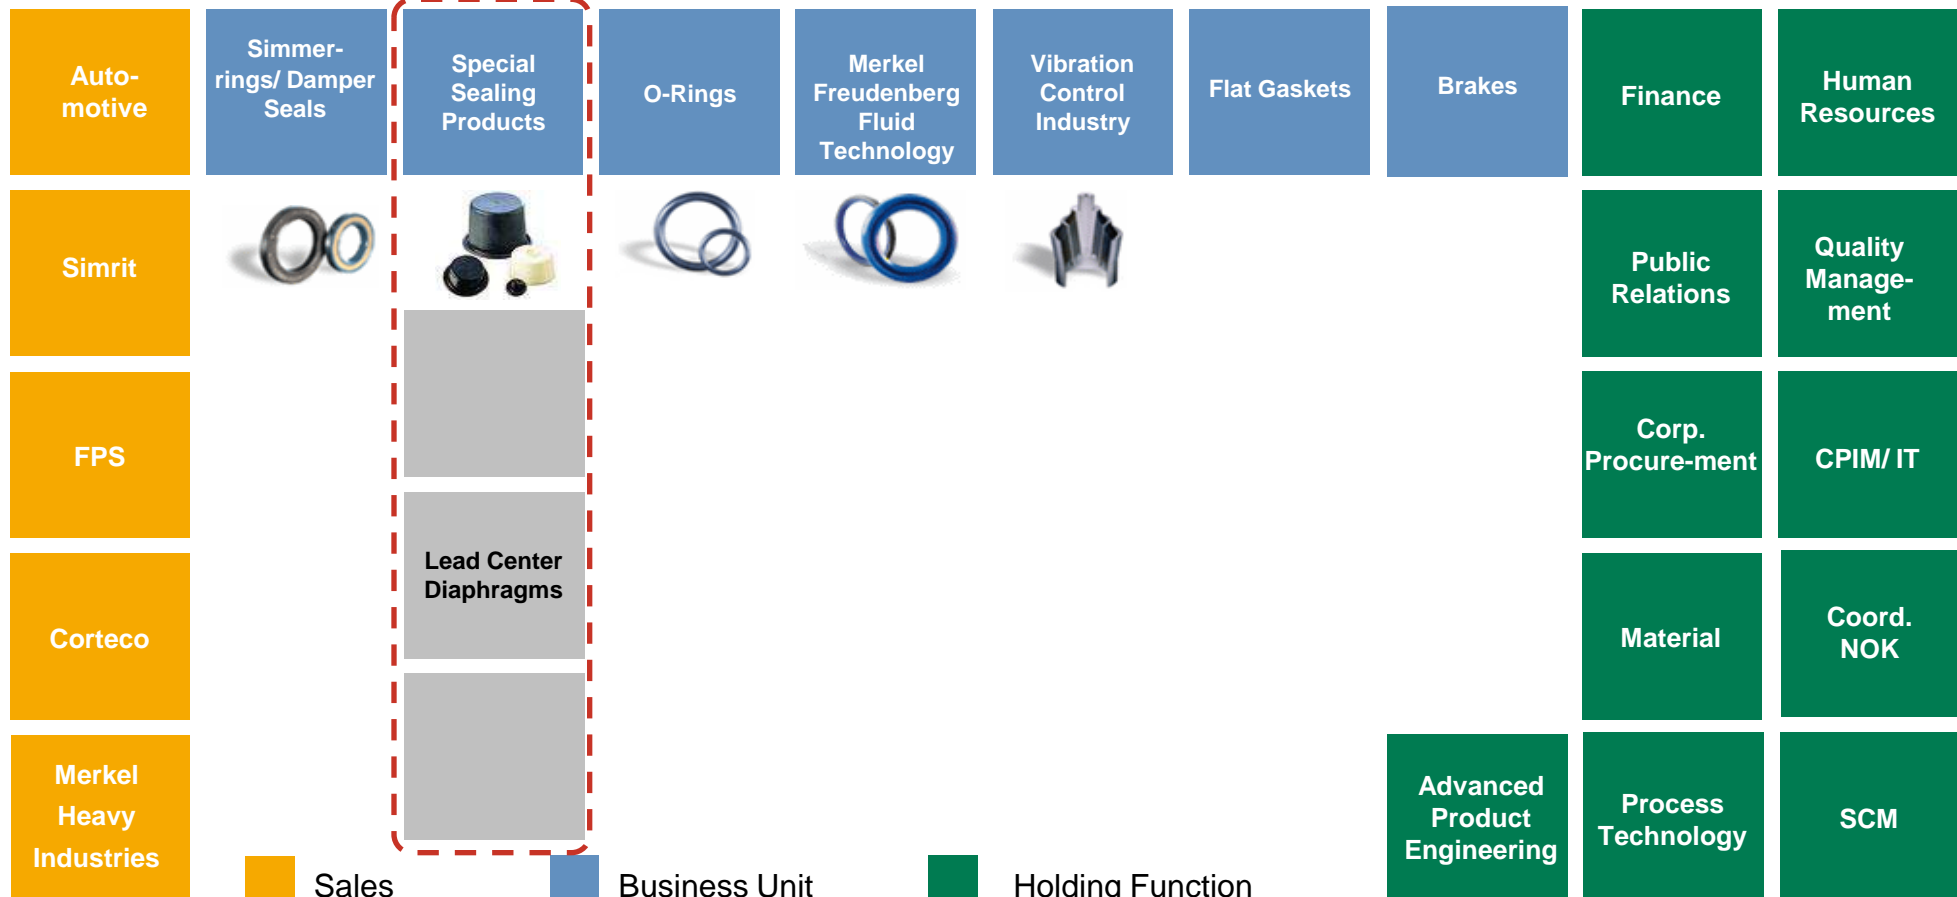 Auto-
motive
Simmer-
rings/ Damper
Seals
Special
Sealing
Products
O-Rings
Merkel
Freudenberg
Fluid
Technology
Vibration
Control
Industry
Flat Gaskets
Brakes
Finance
Human
Resources
Simrit
Public
Relations
Quality
Manage-
ment
FPS
Corp.
Procure-ment
CPIM/ IT
Corteco
Lead Center
Diaphragms
Material
Coord.
NOK
Merkel
Heavy
Industries
Advanced
Product
Engineering
Process
Technology
SCM
Sales
Business Unit
Holding Function